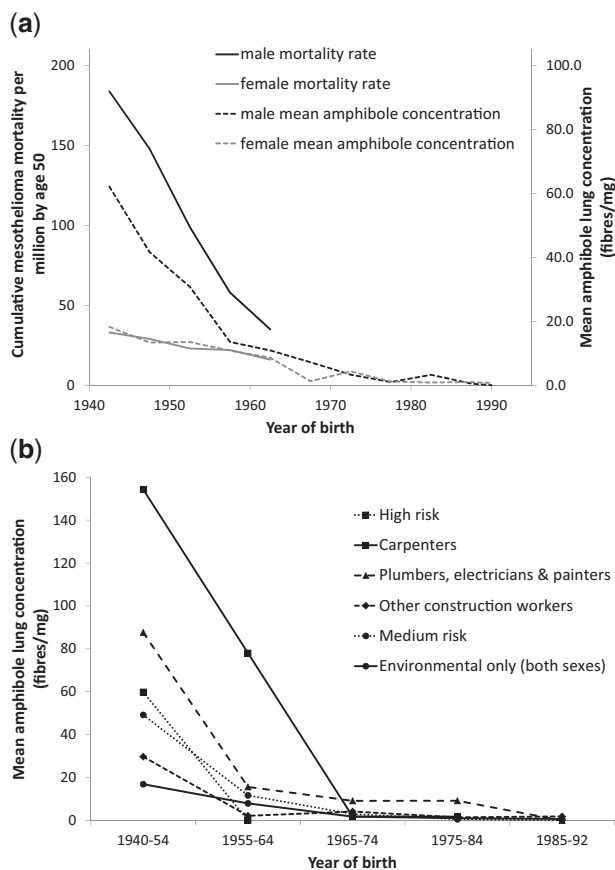 (a)
male mortality rate
female mortality rate
male mean amphibole concentration
female mean amphibole concentration
Cumulative mesothelioma mortality per
million by age 50
200
150
100
50
0
100.0
80.0
60.0
40.0
20.0
0.0
Mean amphibole lung concentration
(fibres/mg)
1940 1950 1960 1970 1980 1990
Year of birth
(b)
Mean amphibole lung concentration
(fibres/mg)
160
140
120
100
80
60
40
20
0
High risk
Carpenters
Plumbers, electricians & painters
Other construction workers
Medium risk
Environmental only (both sexes)
1940-54 1955-64 1965-74 1975-84 1985-92
Year of birth